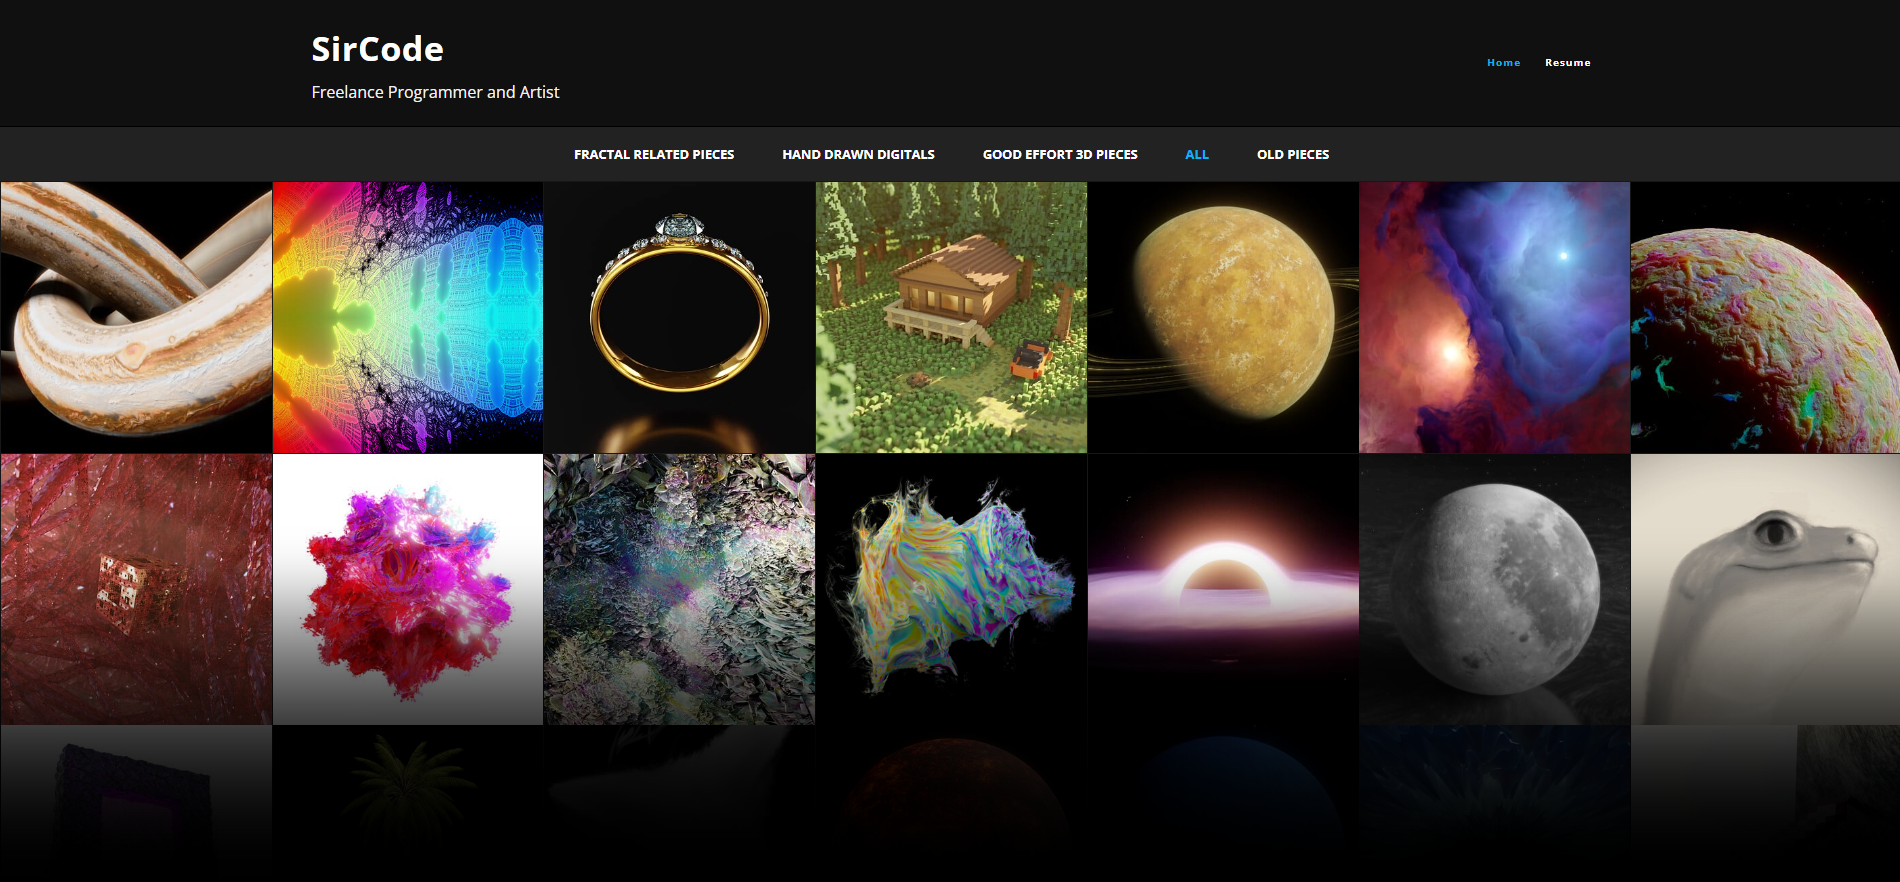 SirCode
Freelance Programmer and Artist
Home
Resume
FRACTAL RELATED PIECES
HAND DRAWN DIGITALS
GOOD EFFORT 3D PIECES
ALL
OLD PIECES